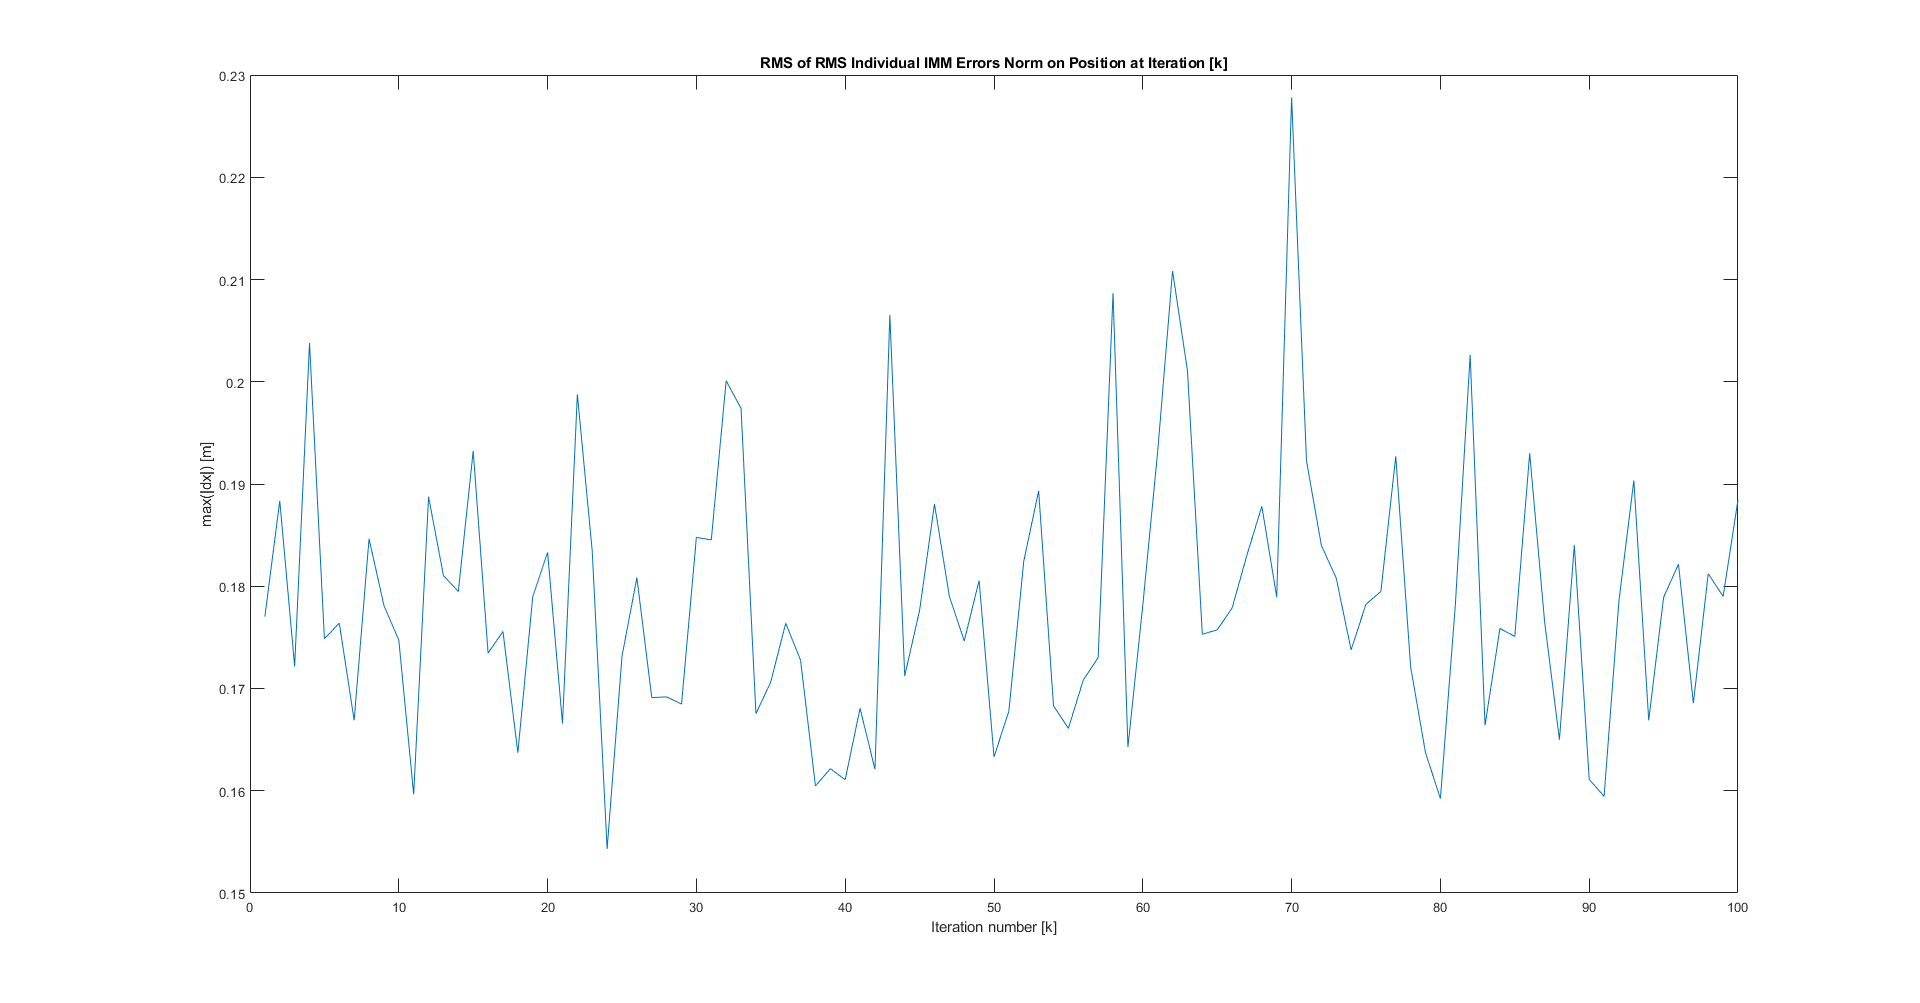 RMS of RMS Individual IMM Errors Norm on Position at Iteration [k]
0.23
0.22
0.21
0.2
0.19
0.18
0.17
0.16
0.15
max(|dx|) [m]
0 10 20 30 40 50 60 70 80 90 100
Iteration number [k]